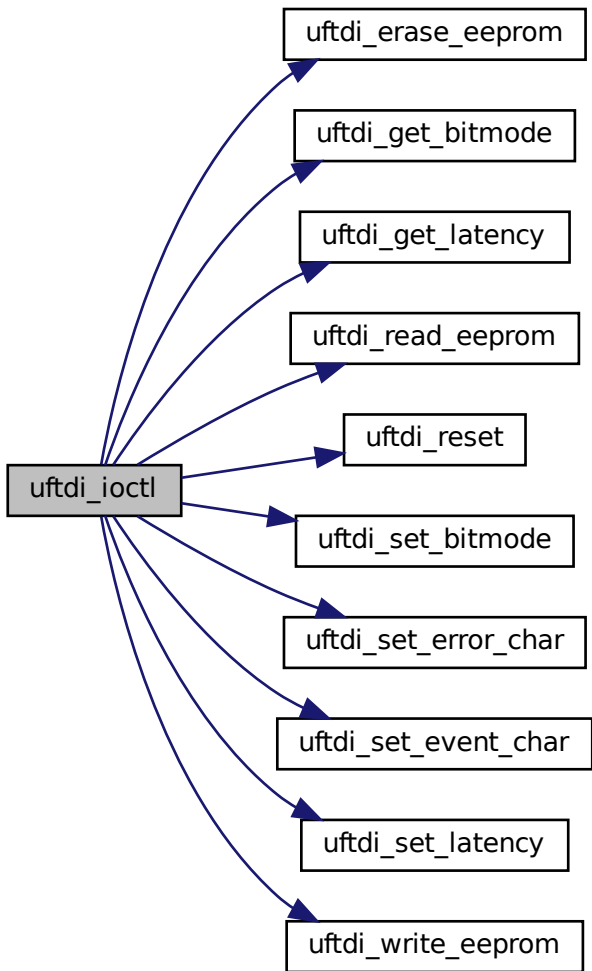 uftdi_erase_eeprom
uftdi_get_bitmode
uftdi_get_latency
uftdi_read_eeprom
uftdi_reset
uftdi_ioctl
uftdi_set_bitmode
uftdi_set_error_char
uftdi_set_event_char
uftdi_set_latency
uftdi_write_eeprom